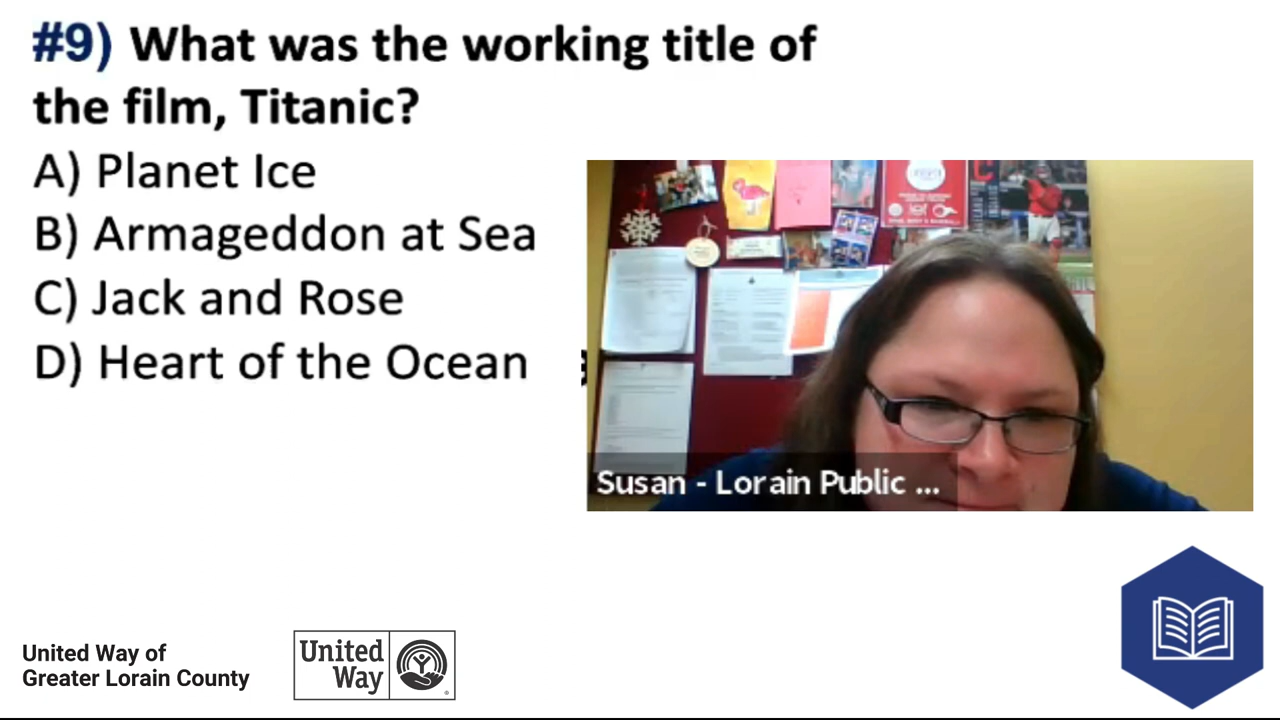 #9) What was the working title of
the film, Titanic?
A) Planet Ice
B) Armageddon at Sea
C) Jack and Rose
D) Heart of the Ocean
Susan - Lorain Public ...
United Way of
Greater Lorain County
United
Way